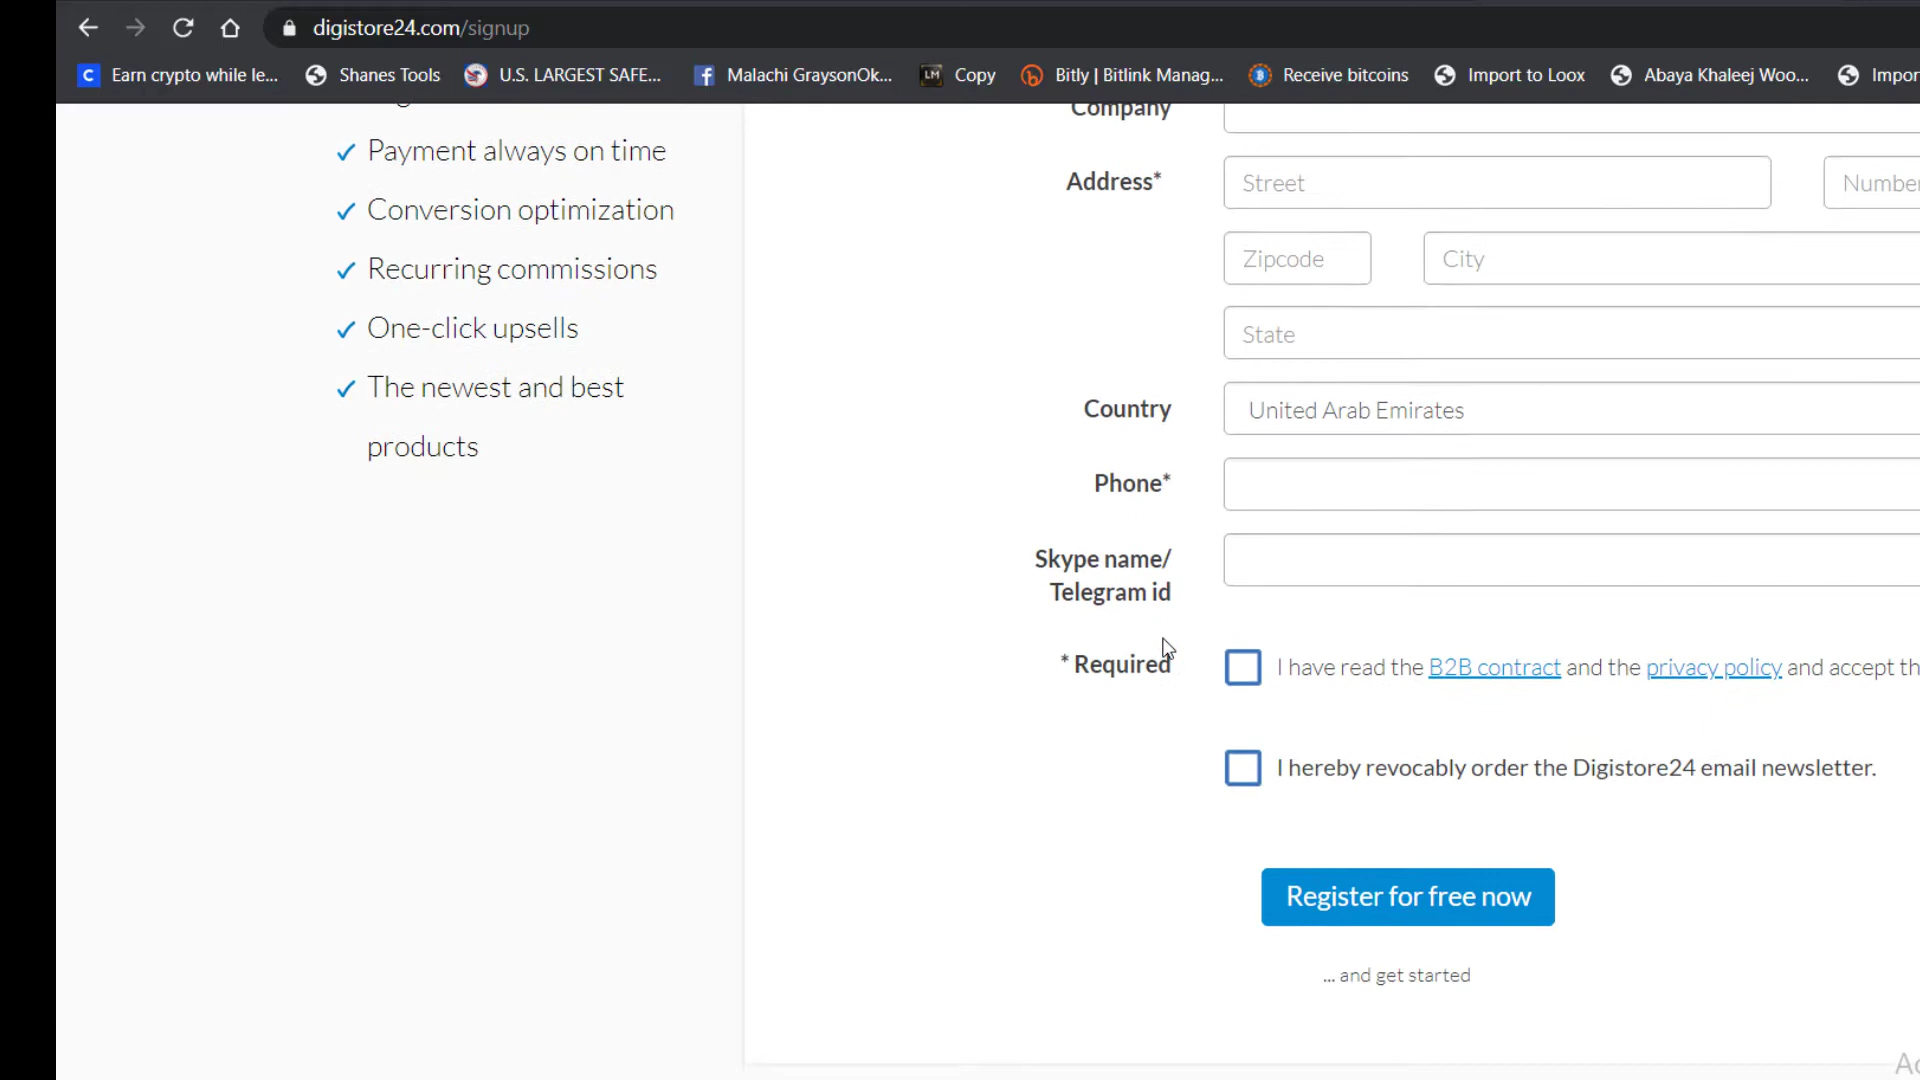 digistore24.com/signup
Earn crypto while le...
Shanes Tools
U.S. LARGEST SAFE...
Malachi GraysonOk...
LM
Copy
Bitly | Bitlink Manag...
Receive bitcoins
Import to Loox
Abaya Khaleej Woo...
Impor
Payment always on time
Conversion optimization
Recurring commissions
One-click upsells
The newest and best
products
Company
Address*
Street
Number
Zipcode
City
State
Country
United Arab Emirates
Phone*
Skype name/
Telegram id
* Required
I have read the B2B contract and the privacy policy and accept th
I hereby revocably order the Digistore24 email newsletter.
Register for free now
... and get started